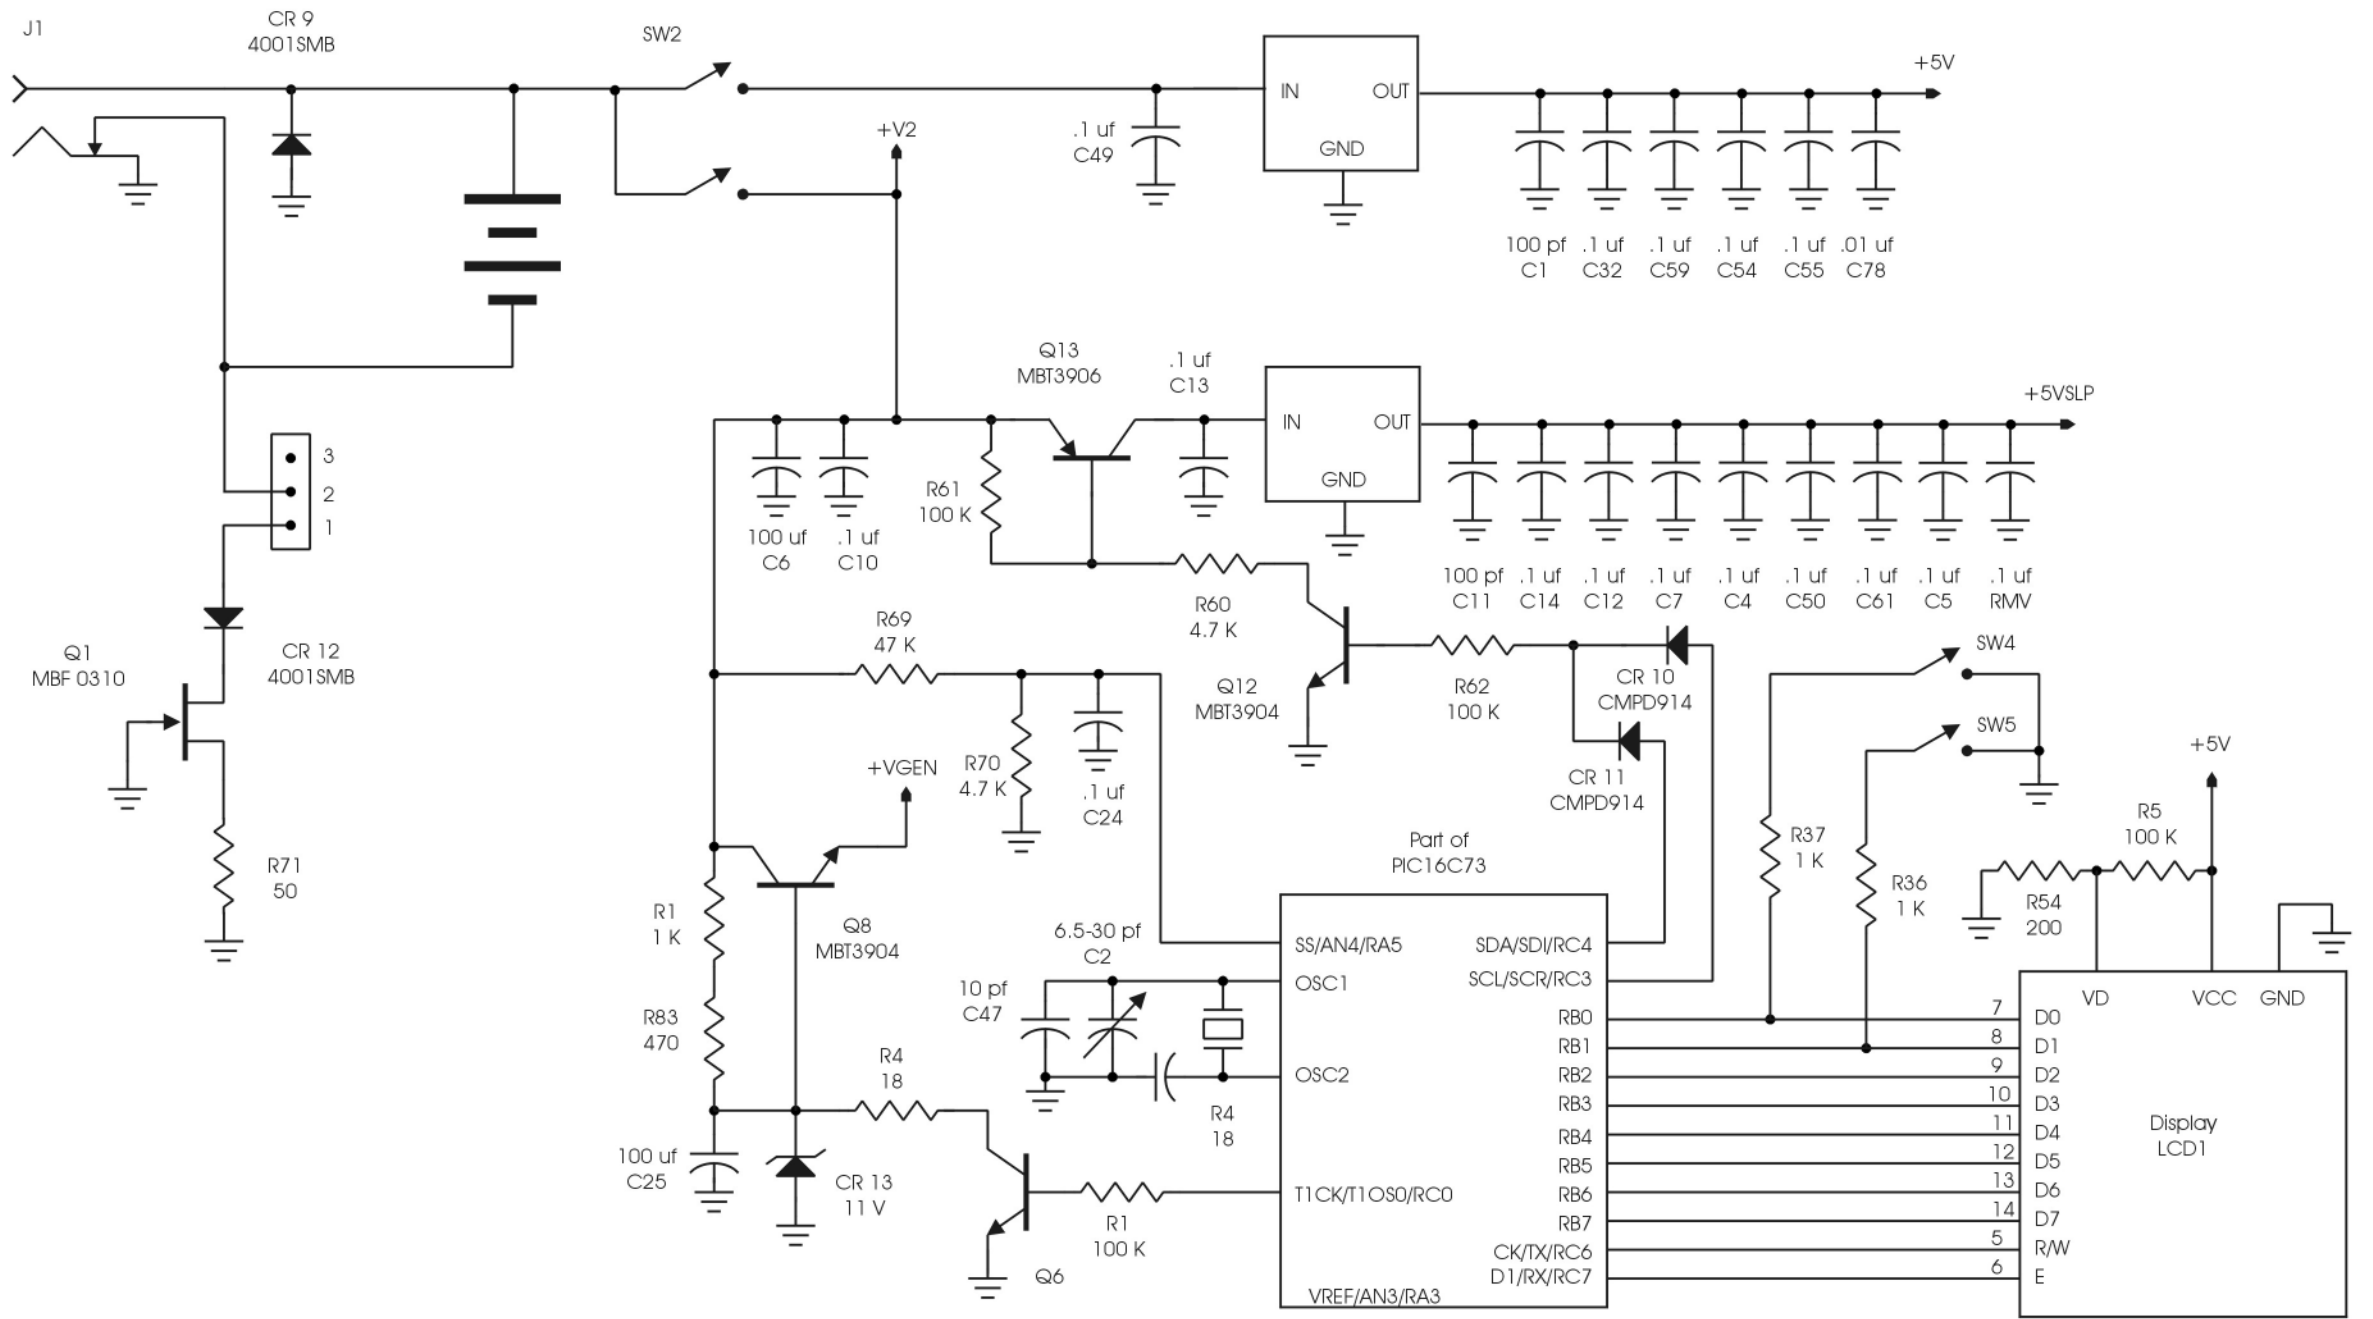 J1
CR 9
4001SMB
SW2
+V2
.1 uf
C49
IN
OUT
GND
+5V
100 pf
C1
.1 uf
C32
.1 uf
C59
.1 uf
C54
.1 uf
C55
.01 uf
C78
3
2
1
Q1
MBF 0310
CR 12
4001SMB
R71
50
100 uf
C6
.1 uf
C10
R61
100 K
Q13
MBT3906
.1 uf
C13
IN
OUT
GND
+5VSLP
100 pf
C11
.1 uf
C14
.1 uf
C12
.1 uf
C7
.1 uf
C4
.1 uf
C50
.1 uf
C61
.1 uf
C5
.1 uf
RMV
R60
4.7 K
R69
47 K
Q12
MBT3904
R62
100 K
CR 10
CMPD914
CR 11
CMPD914
SW4
SW5
R70
4.7 K
.1 uf
C24
+VGEN
R1
1 K
Q8
MBT3904
R83
470
R4
18
100 uf
C25
CR 13
11 V
Q6
R1
100 K
10 pf
C47
6.5-30 pf
C2
R4
18
Part of
PIC16C73
SS/AN4/RA5
OSC1
OSC2
T1CK/T1OS0/RC0
VREF/AN3/RA3
SDA/SDI/RC4
SCL/SCR/RC3
RB0
RB1
RB2
RB3
RB4
RB5
RB6
RB7
CK/TX/RC6
D1/RX/RC7
R37
1 K
R36
1 K
R54
200
R5
100 K
+5V
VD
VCC
GND
7
D0
8
D1
9
D2
10
D3
11
D4
12
D5
13
D6
14
D7
5
R/W
6
E
Display
LCD1